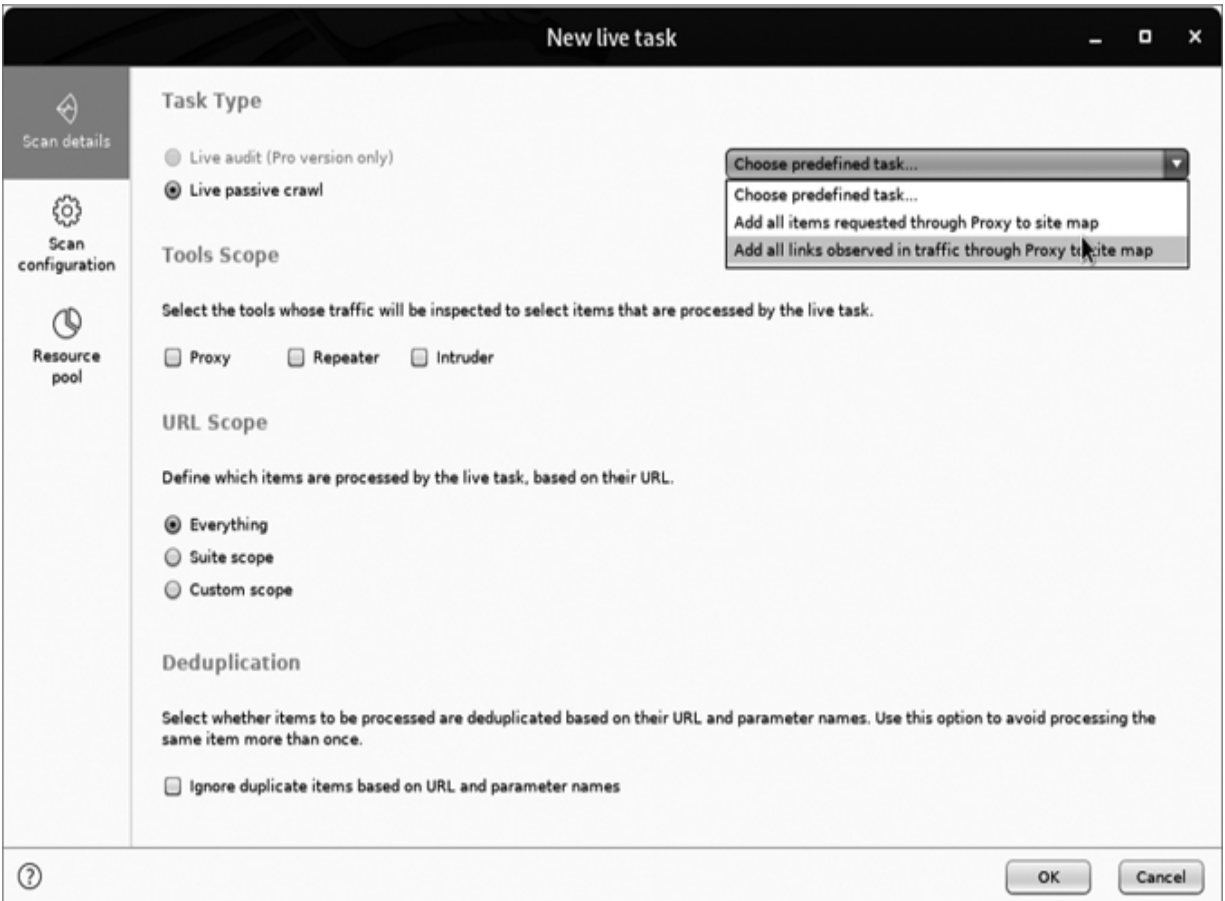 New live task
Scan details
Scan
configuration
Resource
pool
Task Type
Live audit (Pro version only)
Live passive crawl
Choose predefined task...
Choose predefined task...
Add all items requested through Proxy to site map
Add all links observed in traffic through Proxy to site map
Tools Scope
Select the tools whose traffic will be inspected to select items that are processed by the live task.
Proxy Repeater Intruder
URL Scope
Define which items are processed by the live task, based on their URL.
Everything
Suite scope
Custom scope
Deduplication
Select whether items to be processed are deduplicated based on their URL and parameter names. Use this option to avoid processing the
same item more than once.
Ignore duplicate items based on URL and parameter names
? OK Cancel